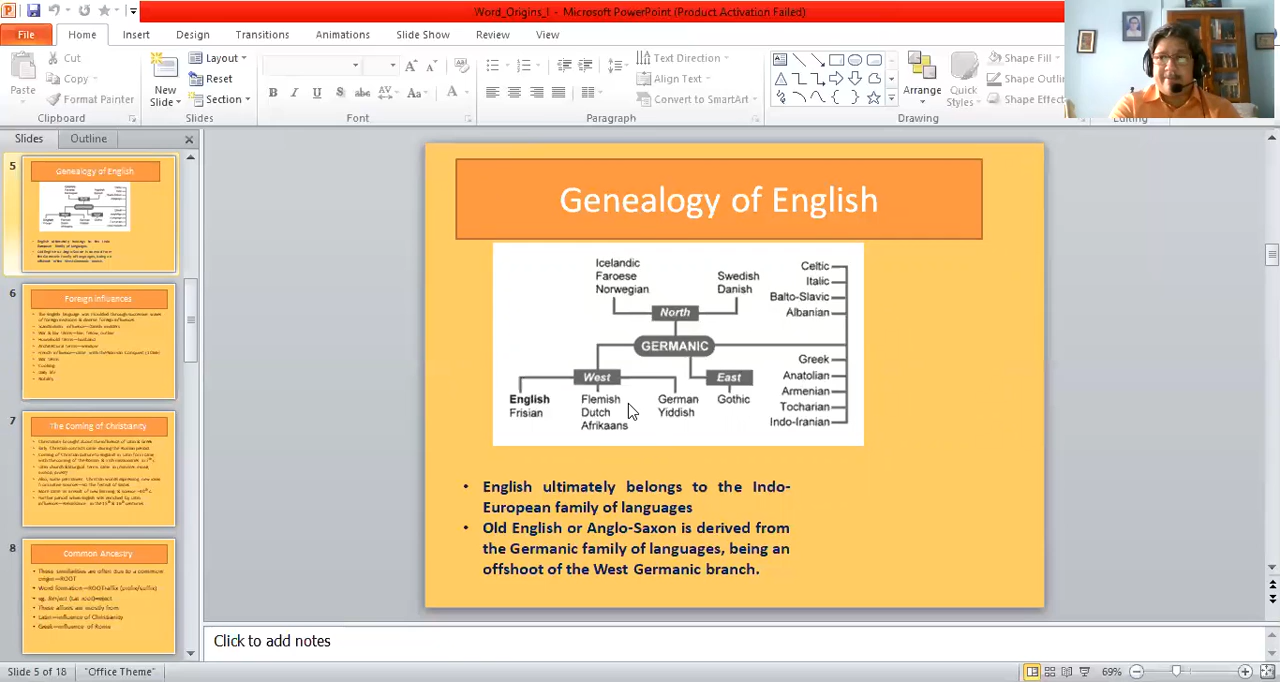 Word_Origins_I - Microsoft PowerPoint (Product Activation Failed)
File Home Insert Design Transitions Animations Slide Show Review View
Cut
Copy
Format Painter
Paste
Clipboard
New
Slide
Layout
Reset
Section
Slides
B I U S abc AV Aa A
Font
Text Direction
Align Text
Convert to SmartArt
Paragraph
Arrange
Quick
Styles
Shape Fill
Shape Outli
Shape Effec
Drawing
Editing
Slides Outline
5
Genealogy of English
6
Foreign influences
7
The Coming of Christianity
8
Common Ancestry
Genealogy of English
Icelandic
Faroese
Norwegian
Swedish
Danish
North
GERMANIC
West
East
English
Frisian
Flemish
Dutch
Afrikaans
German
Yiddish
Gothic
Celtic
Italic
Balto-Slavic
Albanian
Greek
Anatolian
Armenian
Tocharian
Indo-Iranian
• English ultimately belongs to the Indo-
European family of languages
• Old English or Anglo-Saxon is derived from
the Germanic family of languages, being an
offshoot of the West Germanic branch.
Click to add notes
Slide 5 of 18 "Office Theme" 69%